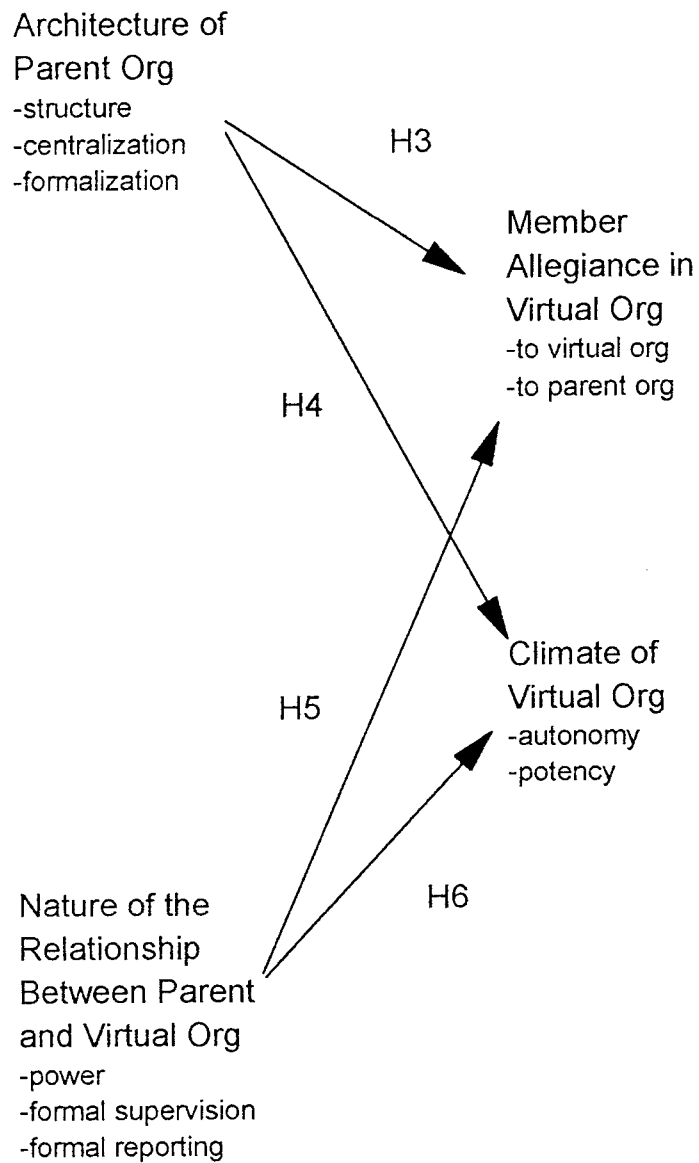 Architecture of
Parent Org
-structure
-centralization
-formalization
H3
Member
Allegiance in
Virtual Org
-to virtual org
-to parent org
H4
Climate of
Virtual Org
-autonomy
-potency
H5
H6
Nature of the
Relationship
Between Parent
and Virtual Org
-power
-formal supervision
-formal reporting